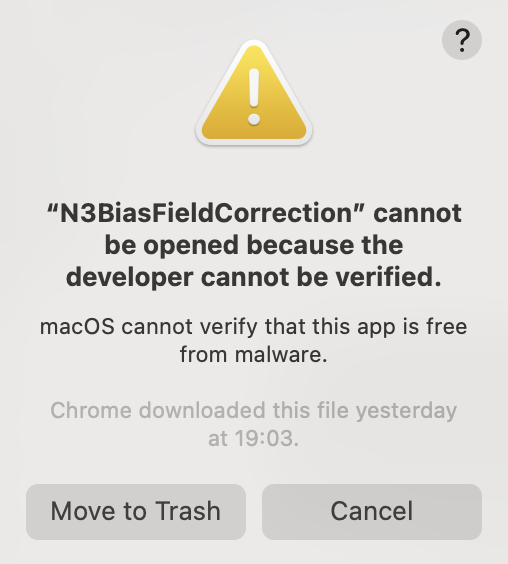 ?
“N3BiasFieldCorrection” cannot
be opened because the
developer cannot be verified.
macOS cannot verify that this app is free
from malware.
Chrome downloaded this file yesterday
at 19:03.
Move to Trash
Cancel